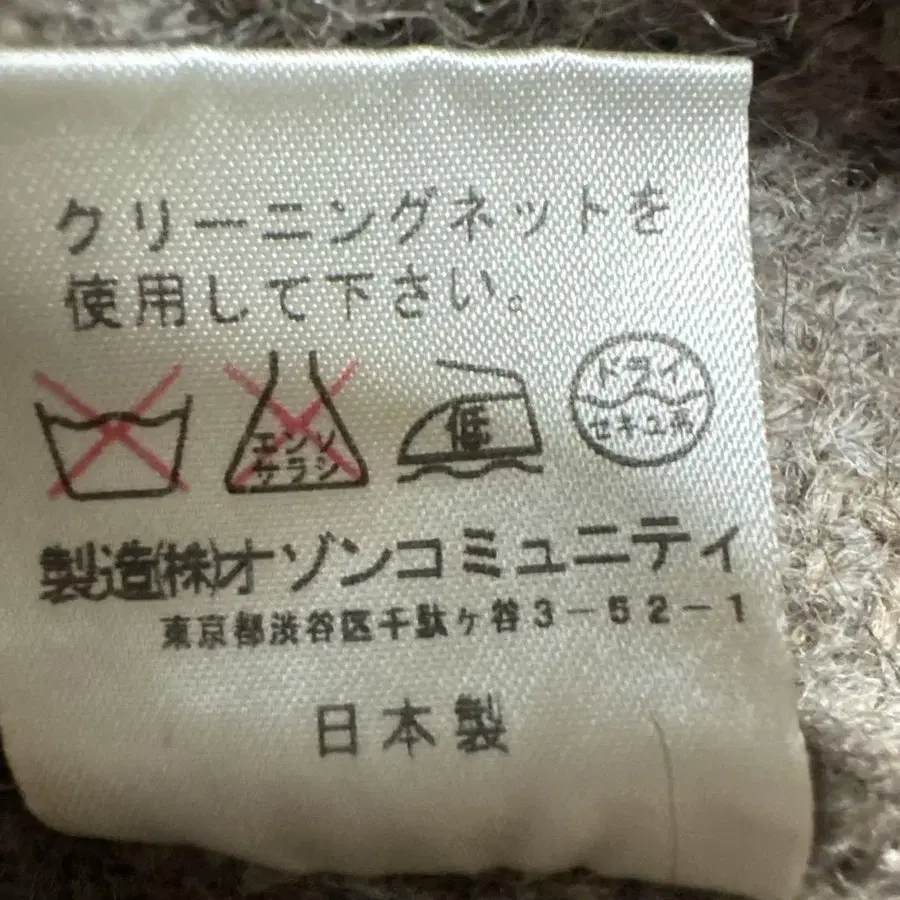 クリーニングネットを
使用して下さい。
エンソ
サラシ
低
ドライ
セキユ系
製造(株)オゾンコミュニティ
東京都渋谷区千駄ヶ谷3-52-1
日本製